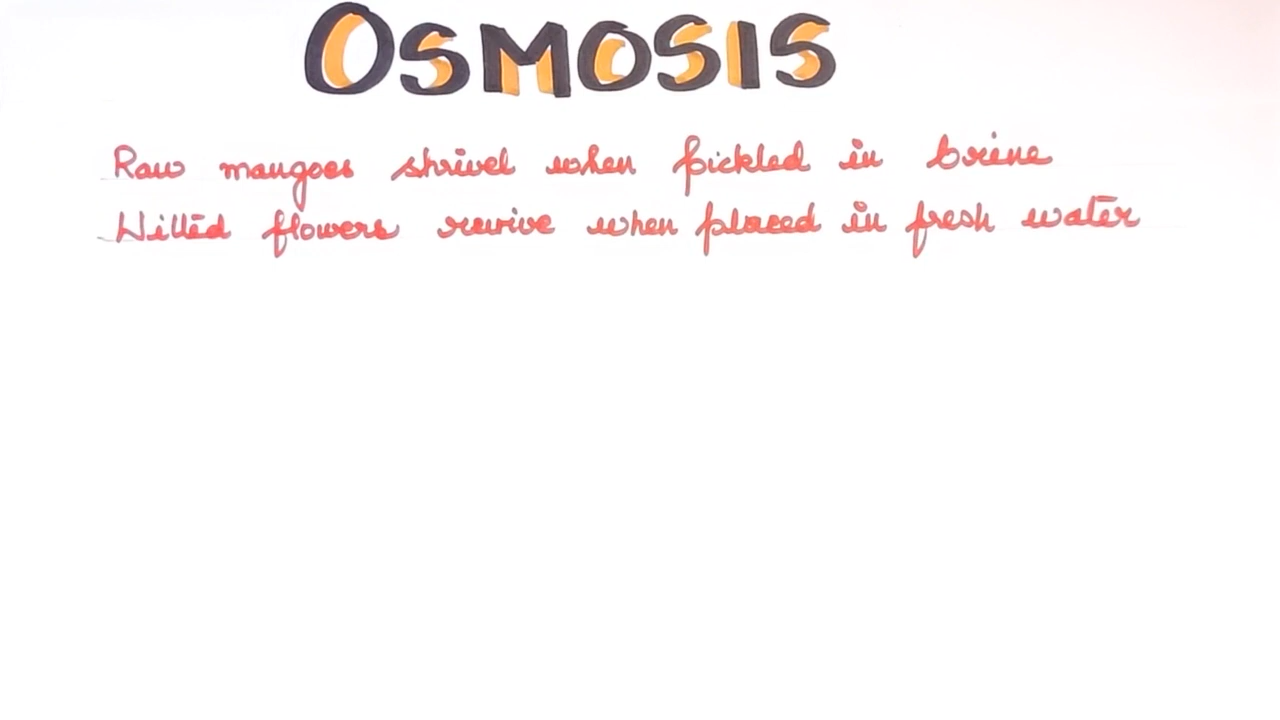 OSMOSIS
Raw mangoes shrivel when pickled in brine
Wilted flowers revive when placed in fresh water